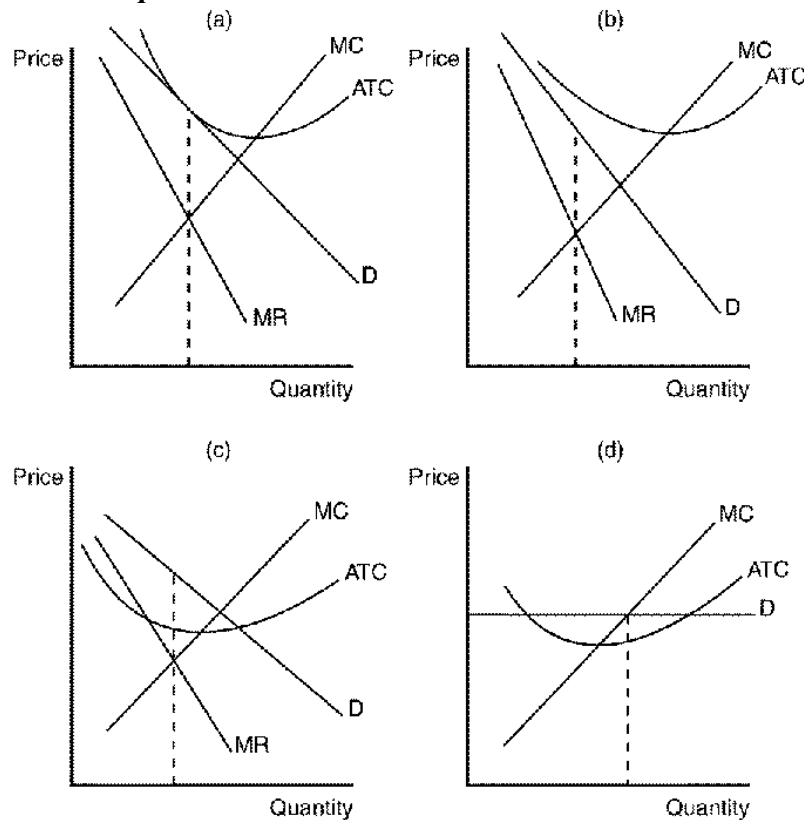 (a)
Price
MC
ATC
D
MR
Quantity
(b)
Price
MC
ATC
D
MR
Quantity
(c)
Price
MC
ATC
D
MR
Quantity
(d)
Price
MC
ATC
D
Quantity